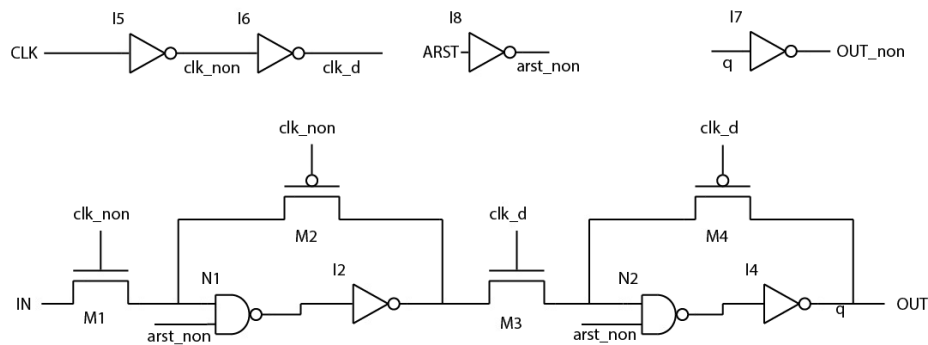 I5 I6 I8 I7
CLK clk_non clk_d ARST arst_non q OUT_non
clk_non clk_d
clk_non M2 clk_d M4
N1 I2 N2 I4
IN M1 arst_non M3 arst_non q OUT